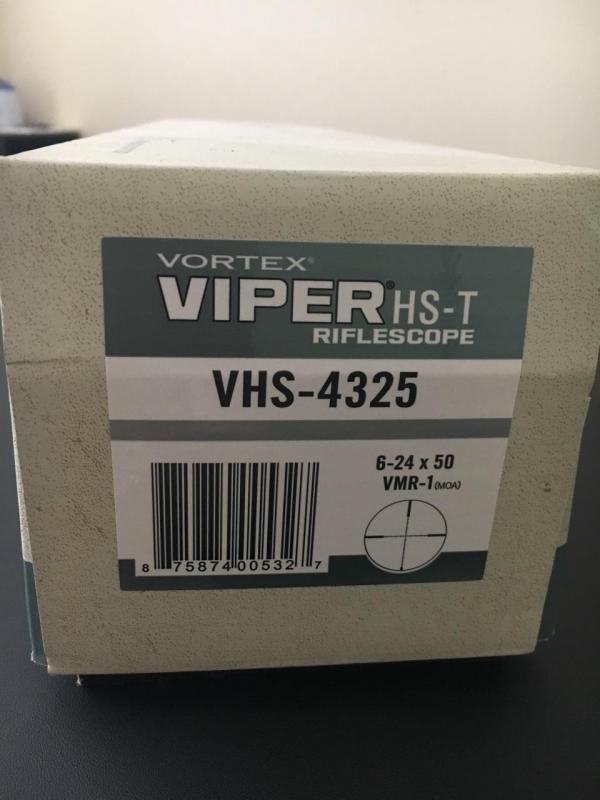 VORTEX®
VIPER® HS-T
RIFLESCOPE
VHS-4325
6-24 x 50
VMR-1 (MOA)
8 75874 00532 7